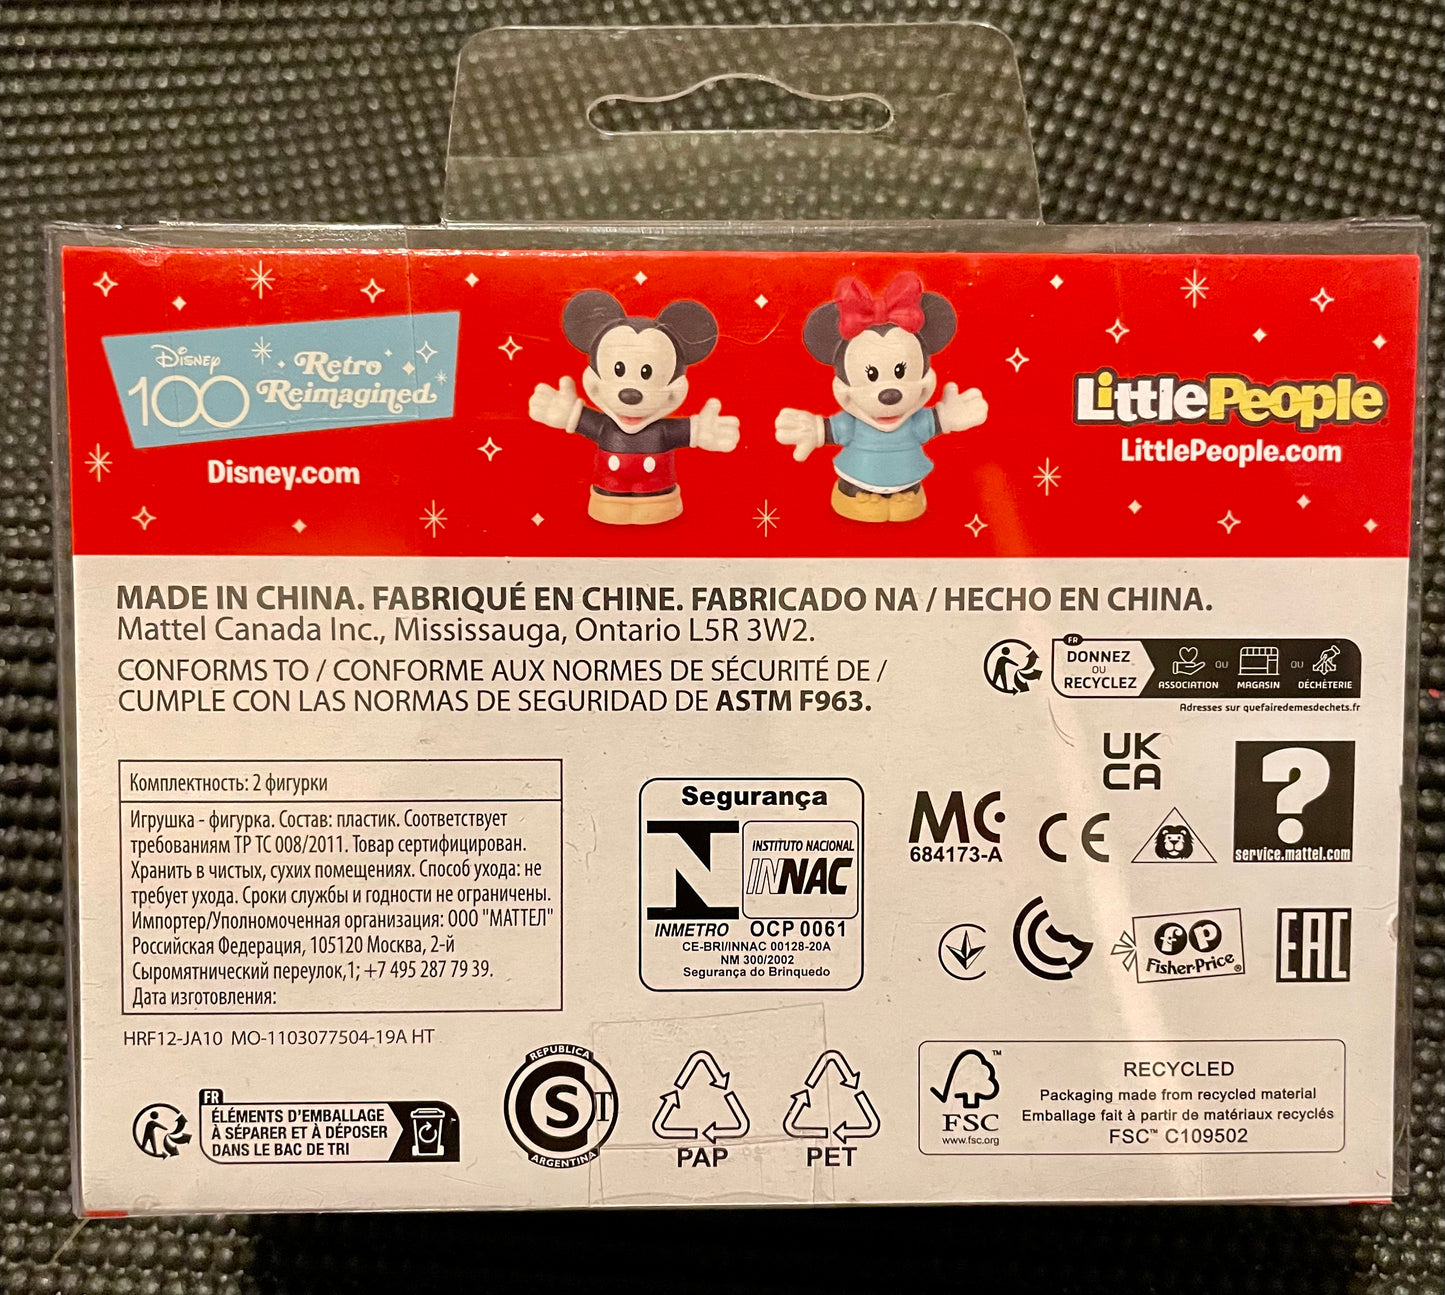 Disney
100
Retro
Reimagined
Disney.com
Little People
LittlePeople.com
MADE IN CHINA. FABRIQUÉ EN CHINE. FABRICADO NA / HECHO EN CHINA.
Mattel Canada Inc., Mississauga, Ontario L5R 3W2.
CONFORMS TO / CONFORME AUX NORMES DE SÉCURITÉ DE /
CUMPLE CON LAS NORMAS DE SEGURIDAD DE ASTM F963.
FR
DONNEZ
OU
RECYCLEZ
ASSOCIATION
OU
MAGASIN
OU
DÉCHÈTERIE
Adresses sur quefairedemesdechets.fr
Комплектность: 2 фигурки
Игрушка - фигурка. Состав: пластик. Соответствует
требованиям ТР ТС 008/2011. Товар сертифицирован.
Хранить в чистых, сухих помещениях. Способ ухода: не
требует ухода. Сроки службы и годности не ограничены.
Импортер/Уполномоченная организация: ООО "МАТТЕЛ"
Российская Федерация, 105120 Москва, 2-й
Сыромятнический переулок,1; +7 495 287 79 39.
Дата изготовления:
HRF12-JA10 MO-1103077504-19A HT
Segurança
INSTITUTO NACIONAL
INNAC
INMETRO OCP 0061
CE-BRI/INNAC 00128-20A
NM 300/2002
Segurança do Brinquedo
MC
684173-A
CE
UK
CA
?
service.mattel.com
fp
Fisher-Price®
EAC
FR
ÉLÉMENTS D'EMBALLAGE
À SÉPARER ET À DÉPOSER
DANS LE BAC DE TRI
REPUBLICA
S
T
ARGENTINA
PAP
PET
FSC
™
www.fsc.org
RECYCLED
Packaging made from recycled material
Emballage fait à partir de matériaux recyclés
FSC™ C109502